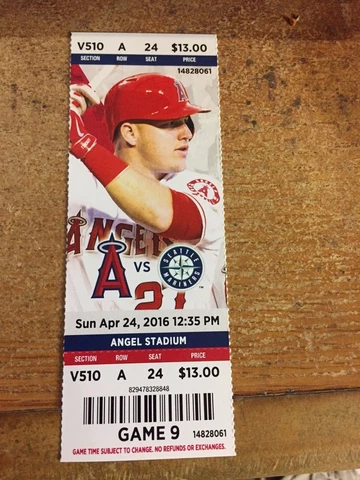 V510 A 24 $13.00
SECTION ROW SEAT PRICE
14828061
ANGELS
A VS SEATTLE MARINERS
Sun Apr 24, 2016 12:35 PM
ANGEL STADIUM
SECTION ROW SEAT PRICE
V510 A 24 $13.00
829478328848
GAME 9 14828061
GAME TIME SUBJECT TO CHANGE. NO REFUNDS OR EXCHANGES.